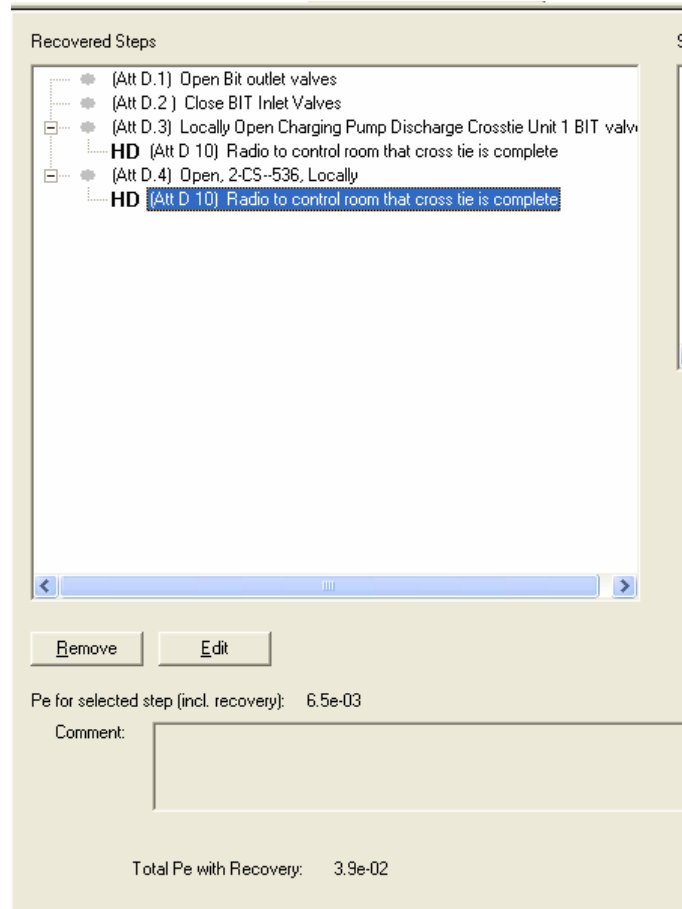 Recovered Steps
(Att D.1) Open Bit outlet valves
(Att D.2 ) Close BIT Inlet Valves
(Att D.3) Locally Open Charging Pump Discharge Crosstie Unit 1 BIT
HD (Att D 10) Radio to control room that cross tie is complete
(Att D.4) Open, 2-CS--536, Locally
HD (Att D 10) Radio to control room that cross tie is complete
Remove Edit
Pe for selected step (incl. recovery): 6.5e-03
Comment:
Total Pe with Recovery: 3.9e-02